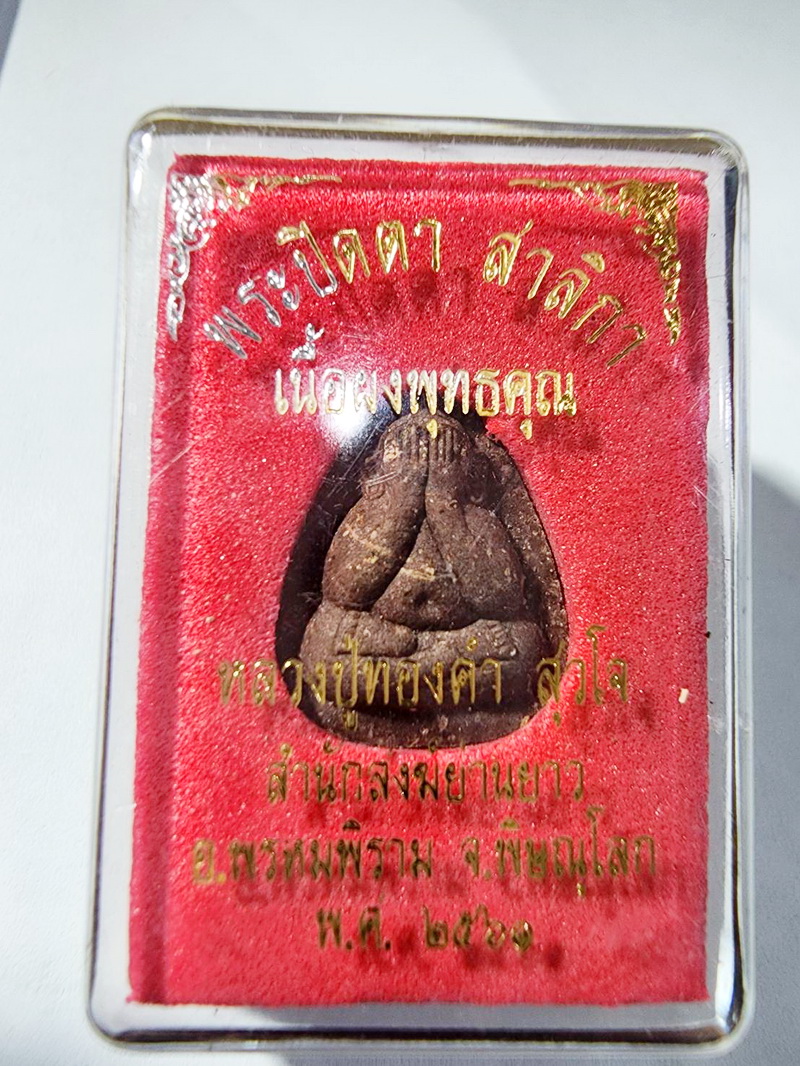 พระปิดตา สาลิกา
เนื้อผงพุทธคุณ
หลวงปู่ทองคำ สุวโจ
สำนักสงฆ์ย่านยาว
อ.พรหมพิราม จ.พิษณุโลก
พ.ศ. ๒๕๖๑